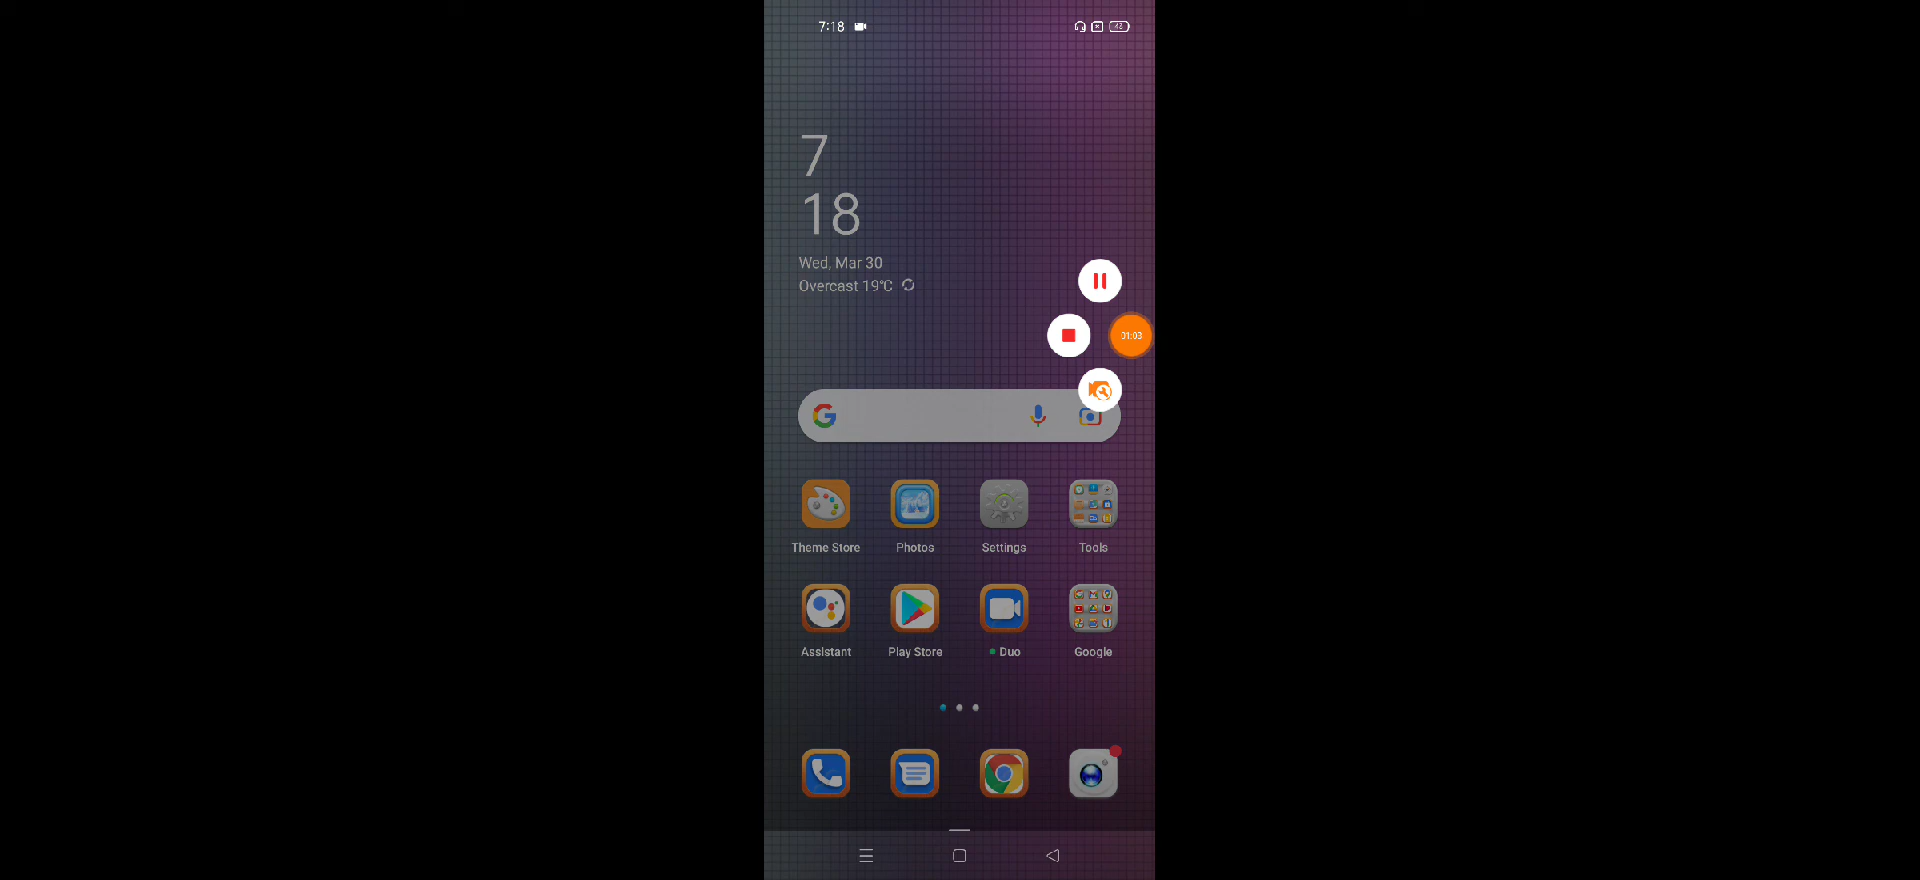 7:18
43
7
18
Wed, Mar 30
Overcast 19°C
01:03
Theme Store
Photos
Settings
Tools
Assistant
Play Store
Duo
Google